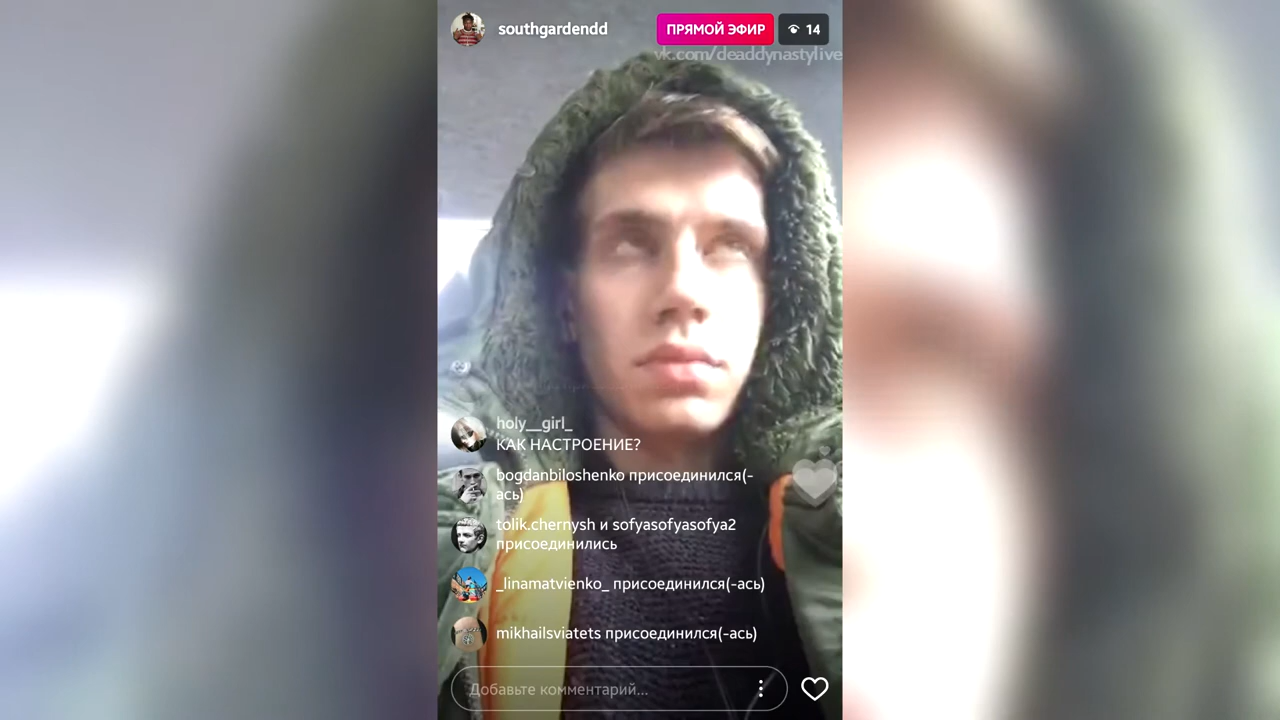 southgardendd
ПРЯМОЙ ЭФИР
14
vk.com/deaddynastylive
holy__girl_
КАК НАСТРОЕНИЕ?
bogdanbiloshenko присоединился(-
ась)
tolik.chernysh и sofyasofyasofya2
присоединились
_linamatvienko_ присоединился(-ась)
mikhailsviatets присоединился(-ась)
Добавьте комментарий...